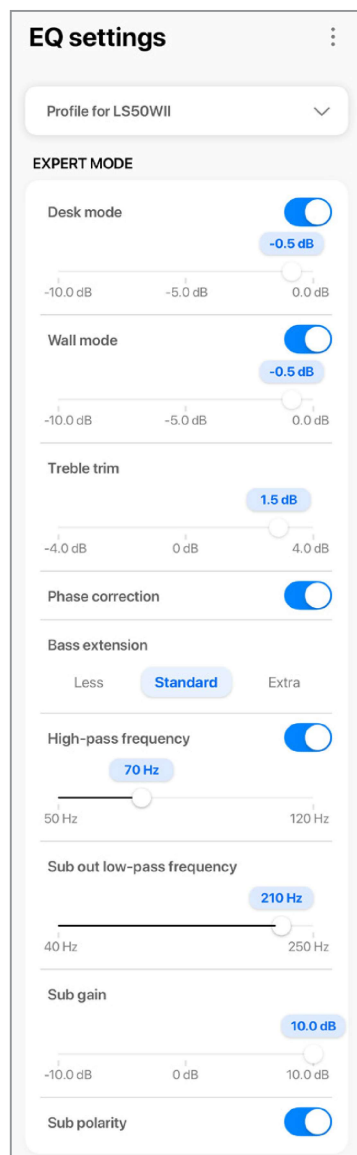 EQ settings
Profile for LS50WII
EXPERT MODE
Desk mode
-0.5 dB
-10.0 dB -5.0 dB 0.0 dB
Wall mode
-0.5 dB
-10.0 dB -5.0 dB 0.0 dB
Treble trim
1.5 dB
-4.0 dB 0 dB 4.0 dB
Phase correction
Bass extension
Less Standard Extra
High-pass frequency
70 Hz
50 Hz 120 Hz
Sub out low-pass frequency
210 Hz
40 Hz 250 Hz
Sub gain
10.0 dB
-10.0 dB 0 dB 10.0 dB
Sub polarity